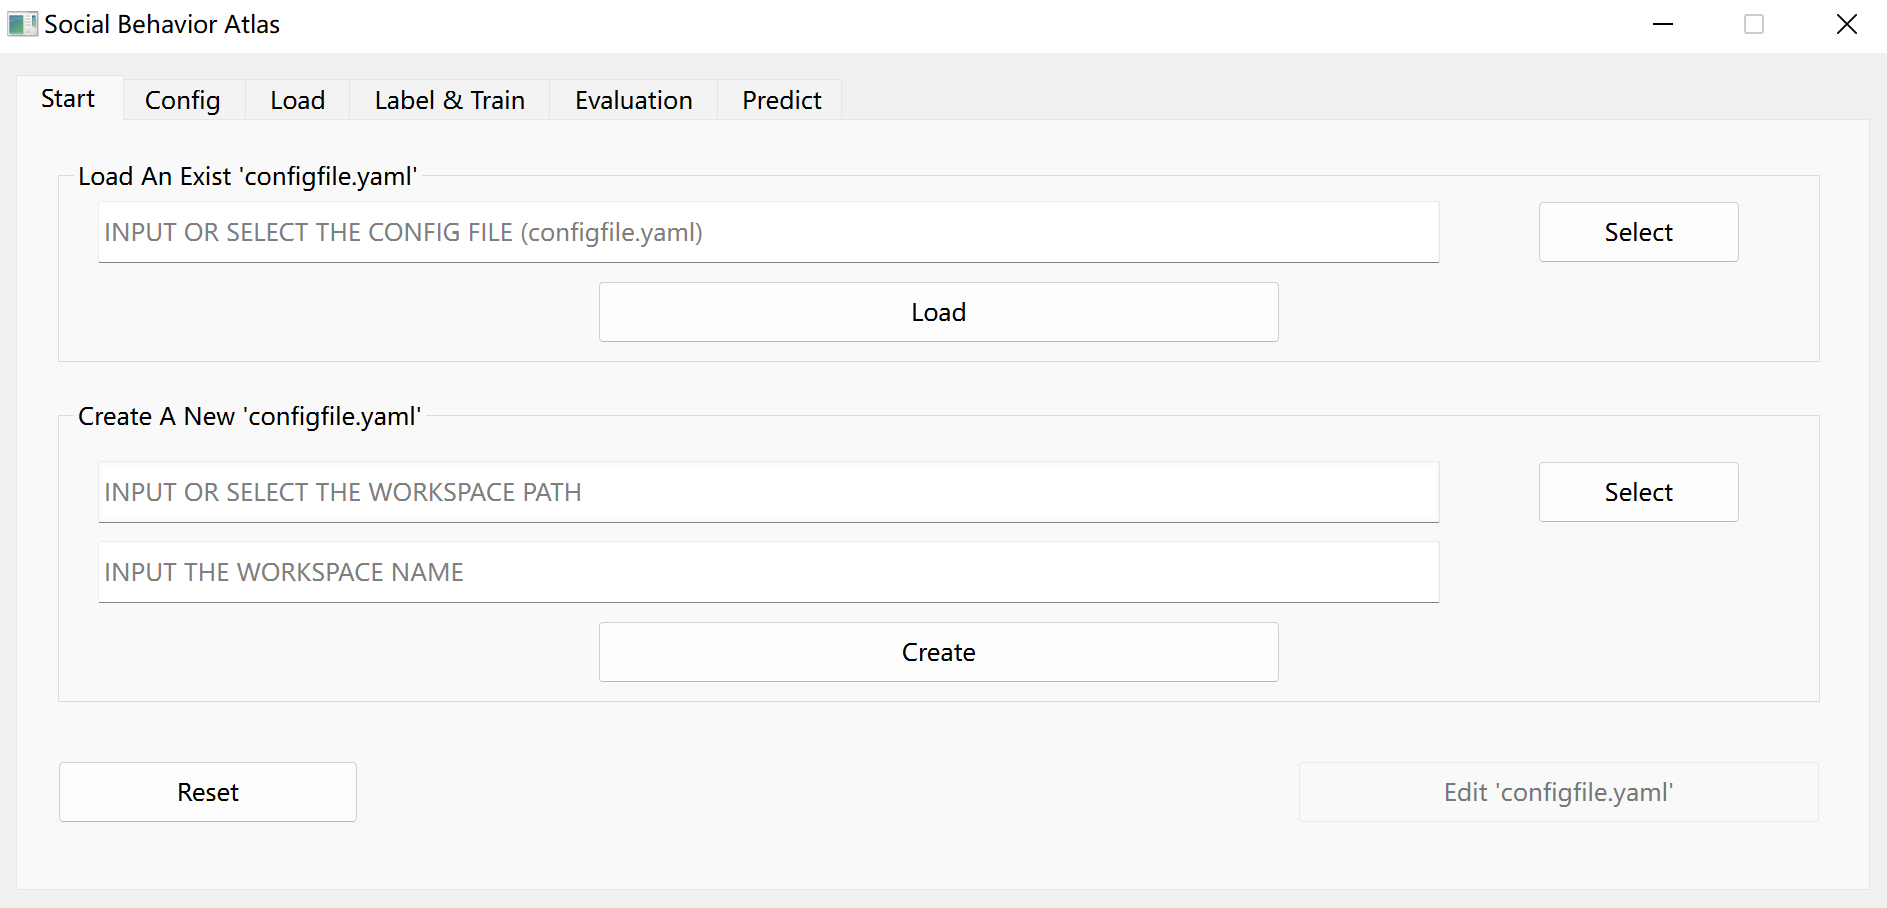 Social Behavior Atlas
Start Config Load Label & Train Evaluation Predict
Load An Exist 'configfile.yaml'
INPUT OR SELECT THE CONFIG FILE (configfile.yaml) Select
Load
Create A New 'configfile.yaml'
INPUT OR SELECT THE WORKSPACE PATH Select
INPUT THE WORKSPACE NAME
Create
Reset Edit 'configfile.yaml'